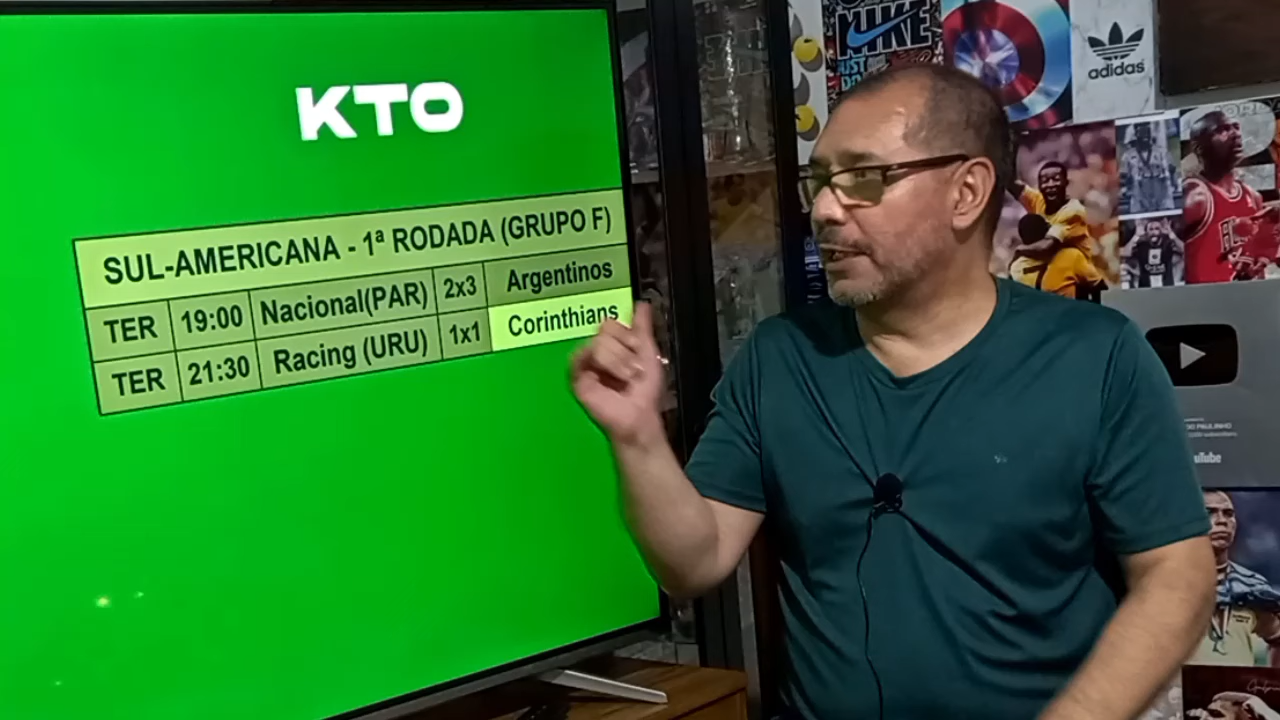 KTO
SUL-AMERICANA - 1ª RODADA (GRUPO F)
TER 19:00 Nacional(PAR) 2x3 Argentinos
TER 21:30 Racing (URU) 1x1 Corinthians
NIKE
JUST
adidas